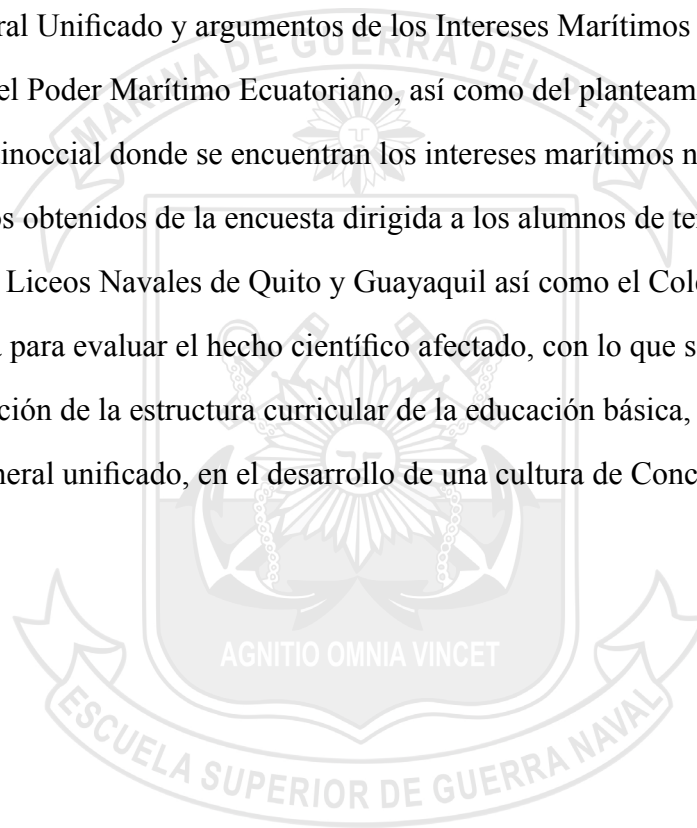 ral Unificado y argumentos de los Intereses Marítimos
el Poder Marítimo Ecuatoriano, así como del planteam
inoccial donde se encuentran los intereses marítimos n
s obtenidos de la encuesta dirigida a los alumnos de te
Liceos Navales de Quito y Guayaquil así como el Col
para evaluar el hecho científico afectado, con lo que s
ción de la estructura curricular de la educación básica,
neral unificado, en el desarrollo de una cultura de Conc
MARINA DE GUERRA DEL PERÚ
AGNITIO OMNIA VINCET
ESCUELA SUPERIOR DE GUERRA NAVAL